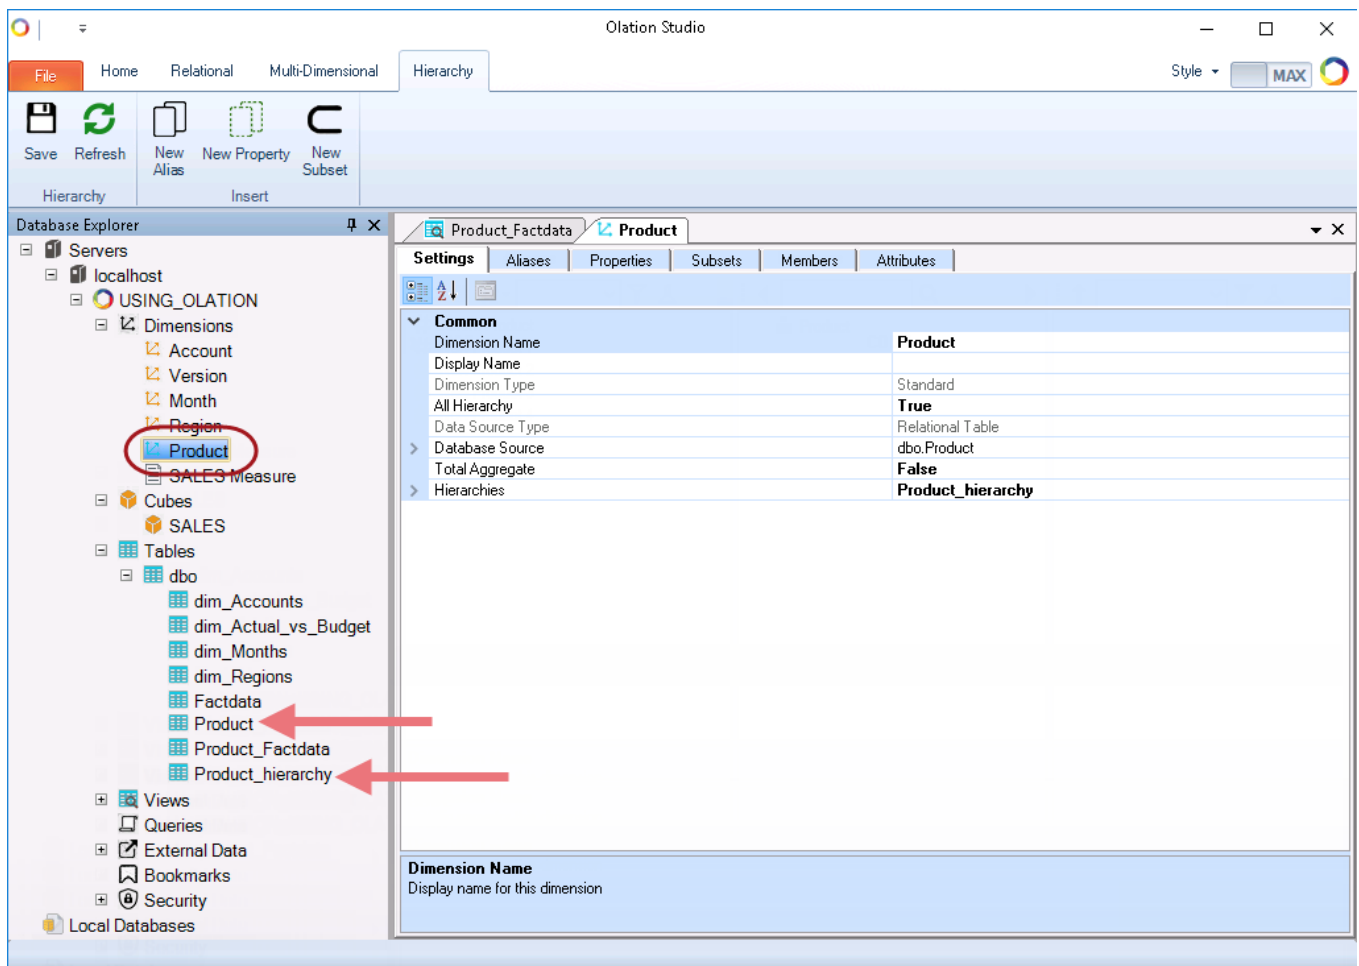 Olation Studio
File Home Relational Multi-Dimensional Hierarchy Style MAX
Save Refresh New Alias New Property New Subset
Hierarchy Insert
Database Explorer
Servers
localhost
USING_OLATION
Dimensions
Account
Version
Month
Region
Product
SALES Measure
Cubes
SALES
Tables
dbo
dim_Accounts
dim_Actual_vs_Budget
dim_Months
dim_Regions
Factdata
Product
Product_Factdata
Product_hierarchy
Views
Queries
External Data
Bookmarks
Security
Local Databases
Product_Factdata Product
Settings Aliases Properties Subsets Members Attributes
Common
Dimension Name Product
Display Name
Dimension Type Standard
All Hierarchy True
Data Source Type Relational Table
Database Source dbo.Product
Total Aggregate False
Hierarchies Product_hierarchy
Dimension Name
Display name for this dimension